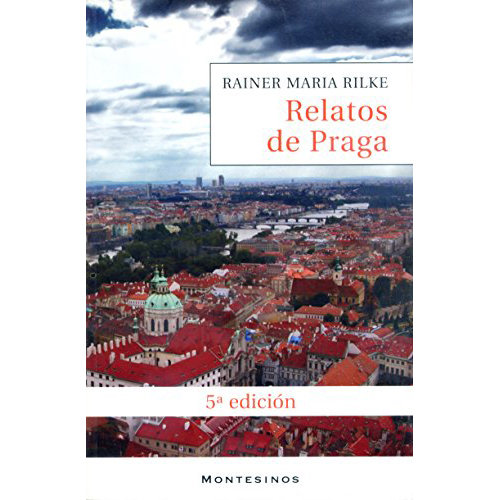 RAINER MARIA RILKE
Relatos
de Praga
5ª edición
MONTESINOS